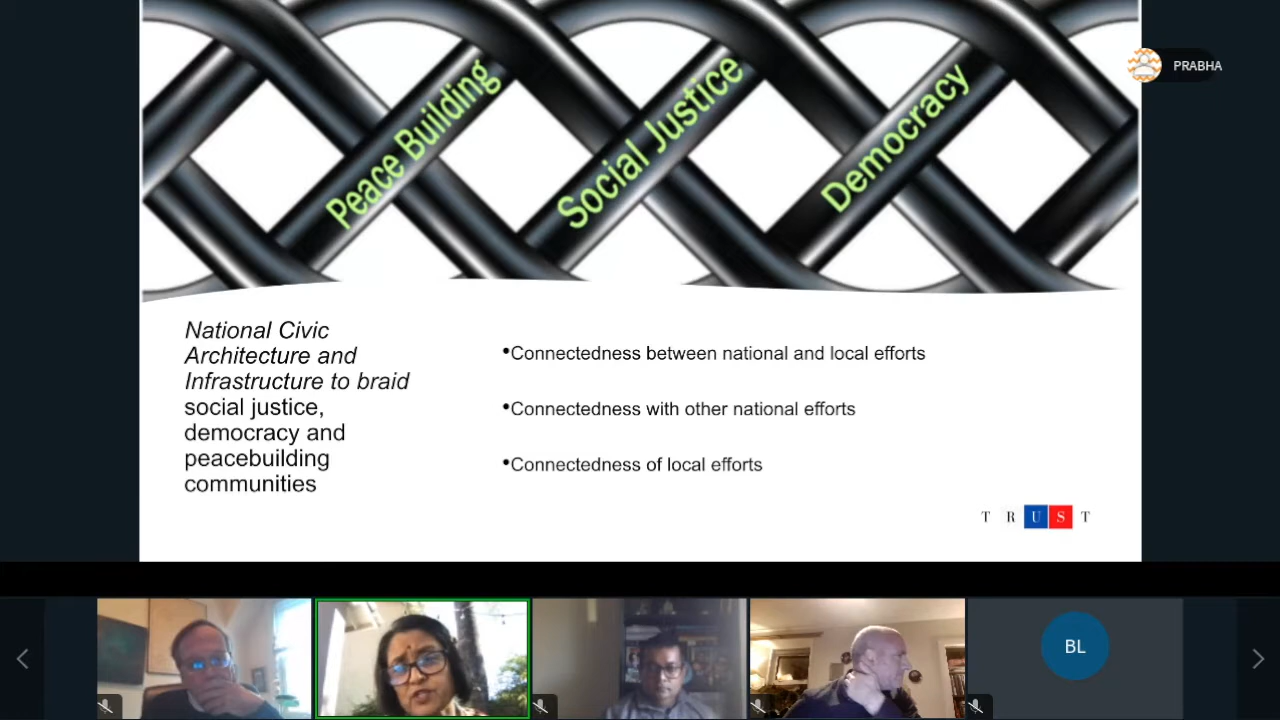 Peace Building
Social Justice
Democracy
PRABHA
National Civic
Architecture and
Infrastructure to braid
social justice,
democracy and
peacebuilding
communities
•Connectedness between national and local efforts
•Connectedness with other national efforts
•Connectedness of local efforts
T R U S T
BL